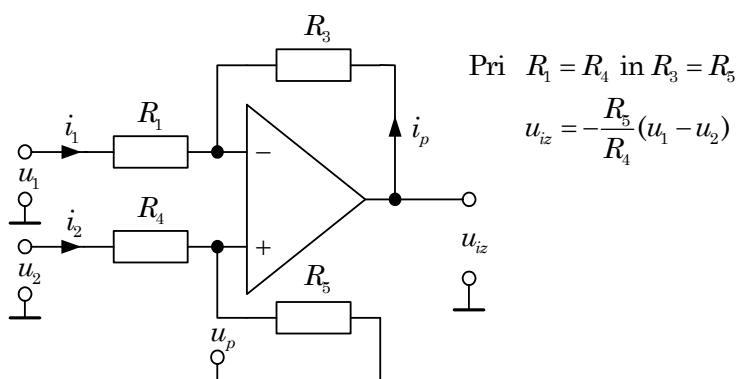 R3
Pri R1 = R4 in R3 = R5
uiz = -R5/R4(u1 - u2)
i1
R1
ip
−
u1
i2
R4
+
u2
uiz
R5
up